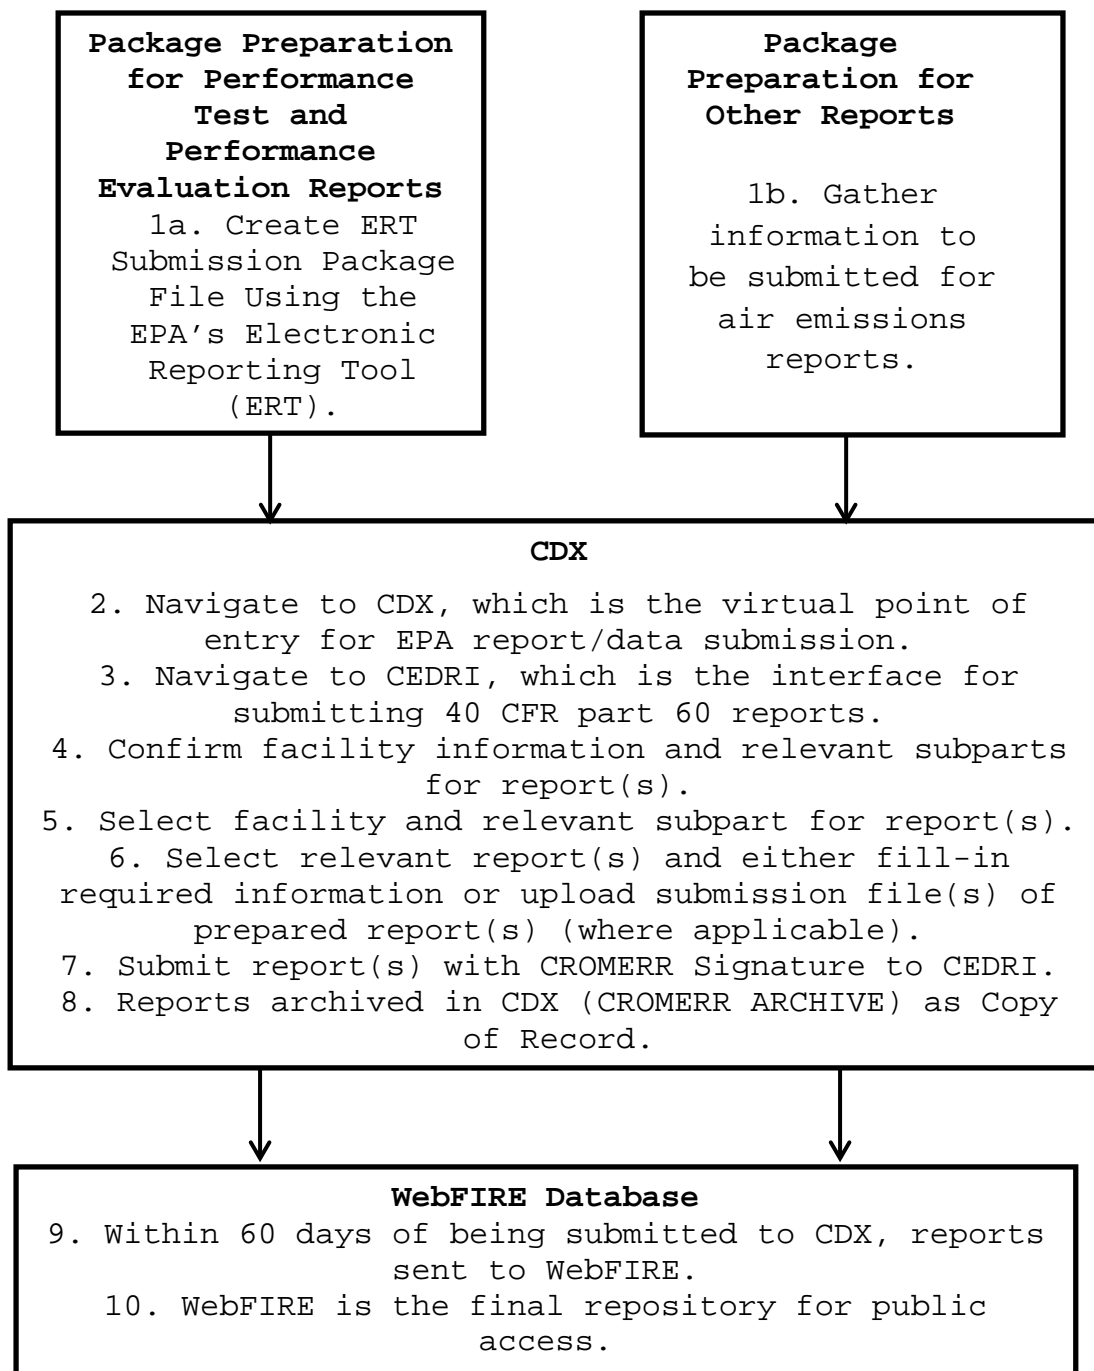 Package Preparation
for Performance
Test and
Performance
Evaluation Reports
1a. Create ERT
Submission Package
File Using the
EPA’s Electronic
Reporting Tool
(ERT).
Package
Preparation for
Other Reports
1b. Gather
information to
be submitted for
air emissions
reports.
CDX
2. Navigate to CDX, which is the virtual point of
entry for EPA report/data submission.
3. Navigate to CEDRI, which is the interface for
submitting 40 CFR part 60 reports.
4. Confirm facility information and relevant subparts
for report(s).
5. Select facility and relevant subpart for report(s).
6. Select relevant report(s) and either fill-in
required information or upload submission file(s) of
prepared report(s) (where applicable).
7. Submit report(s) with CROMERR Signature to CEDRI.
8. Reports archived in CDX (CROMERR ARCHIVE) as Copy
of Record.
WebFIRE Database
9. Within 60 days of being submitted to CDX, reports
sent to WebFIRE.
10. WebFIRE is the final repository for public
access.